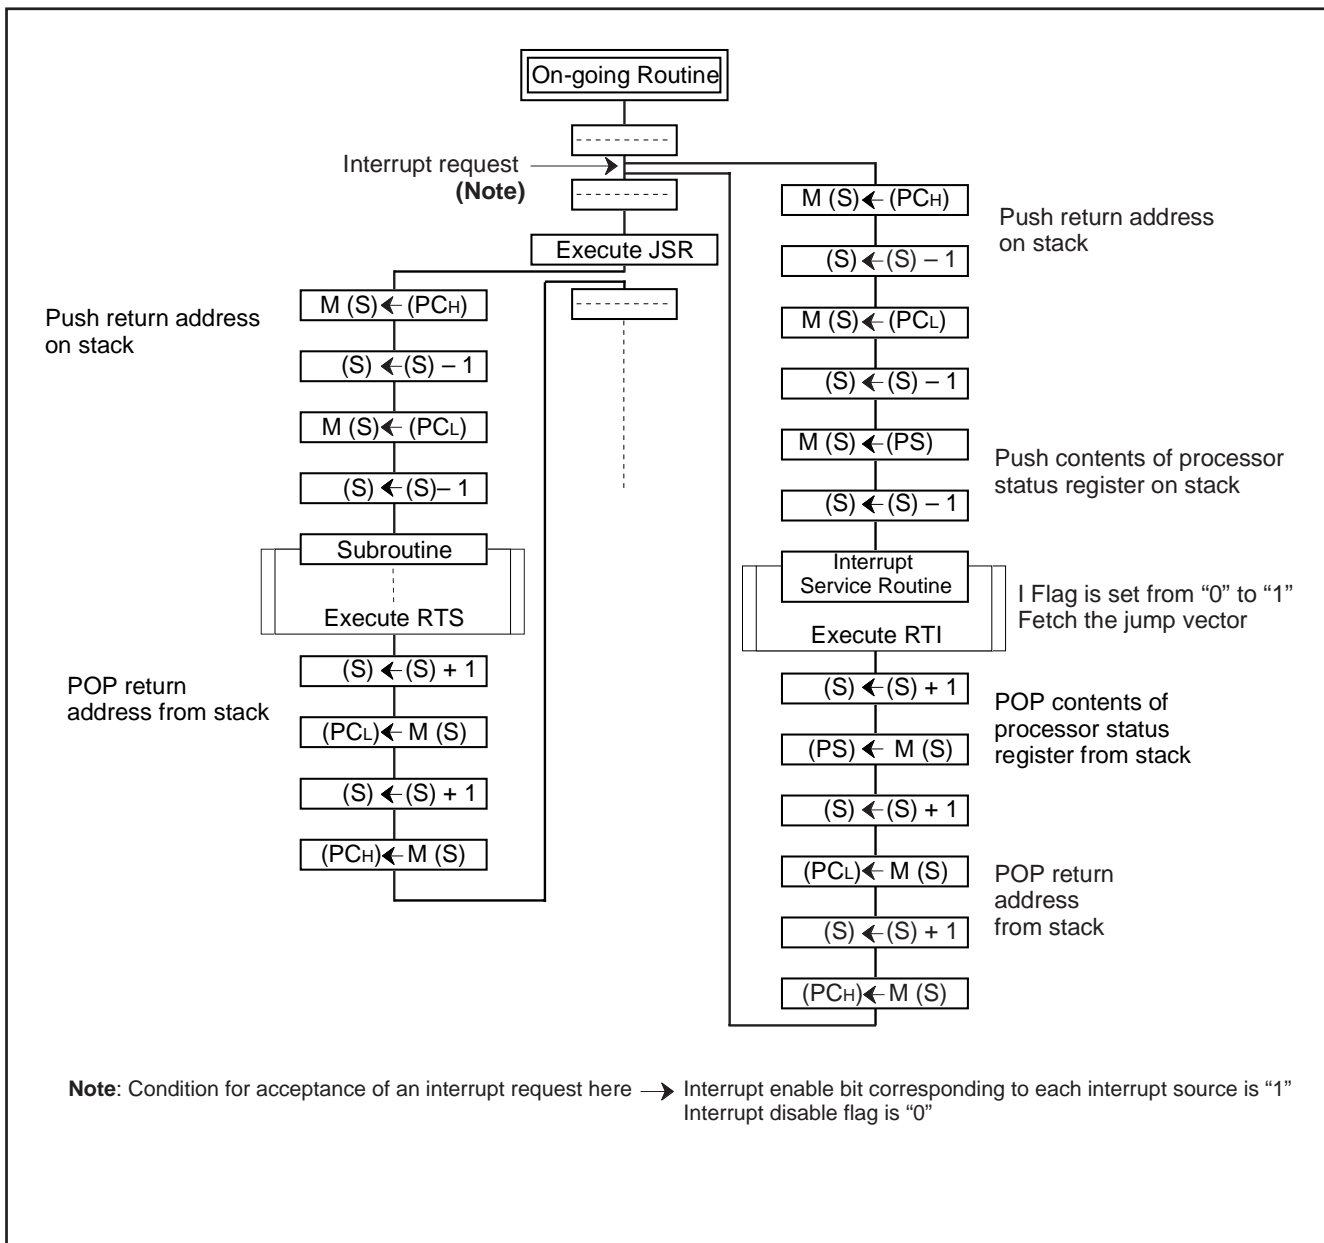 On-going Routine
Interrupt request
(Note)
Execute JSR
Push return address
on stack
M (S) ← (PCH)
(S) ← (S) – 1
M (S) ← (PCL)
(S) ← (S) – 1
Subroutine
Execute RTS
POP return
address from stack
(S) ← (S) + 1
(PCL) ← M (S)
(S) ← (S) + 1
(PCH) ← M (S)
M (S) ← (PCH)
Push return address
on stack
(S) ← (S) – 1
M (S) ← (PCL)
(S) ← (S) – 1
M (S) ← (PS)
Push contents of processor
status register on stack
(S) ← (S) – 1
Interrupt
Service Routine
I Flag is set from “0” to “1”
Fetch the jump vector
Execute RTI
(S) ← (S) + 1
POP contents of
processor status
register from stack
(PS) ← M (S)
(S) ← (S) + 1
(PCL) ← M (S)
POP return
address
from stack
(S) ← (S) + 1
(PCH) ← M (S)
Note: Condition for acceptance of an interrupt request here → Interrupt enable bit corresponding to each interrupt source is “1”
Interrupt disable flag is “0”